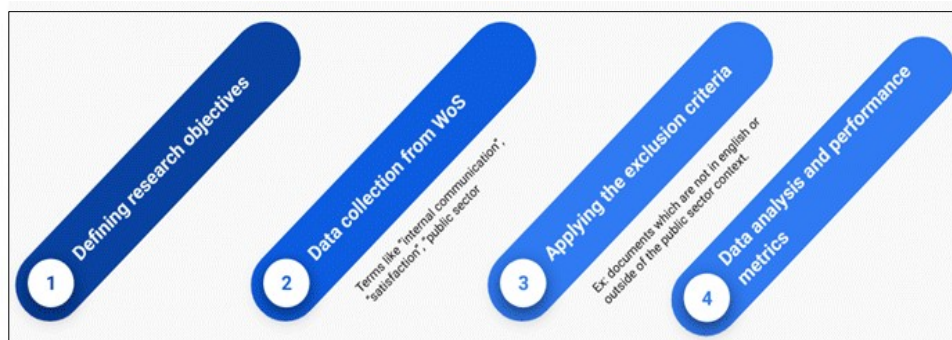 1
Defining research objectives
2
Data collection from WoS
Terms like "internal communication",
"satisfaction", "public sector
3
Applying the exclusion criteria
Ex: documents which are not in english or
outside of the public sector context.
4
Data analysis and performance
metrics